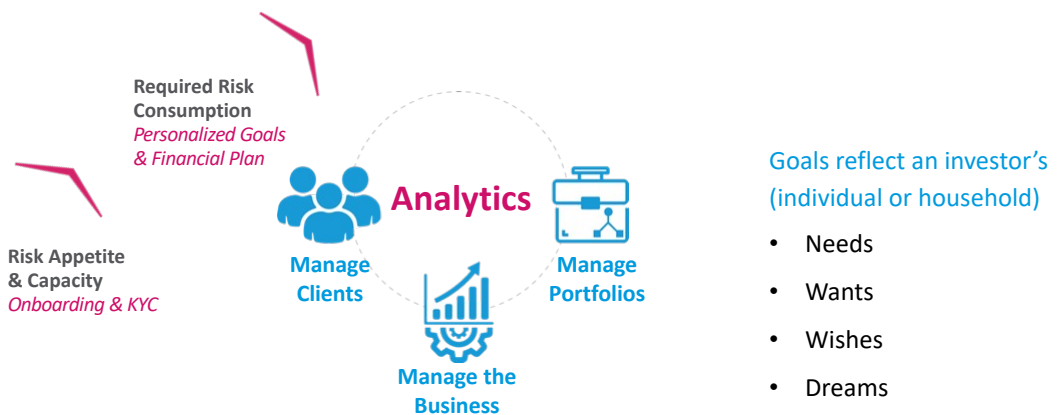 Required Risk
Consumption
Personalized Goals
& Financial Plan
Risk Appetite
& Capacity
Onboarding & KYC
Analytics
Manage
Clients
Manage
Portfolios
Manage the
Business
Goals reflect an investor’s
(individual or household)
• Needs
• Wants
• Wishes
• Dreams